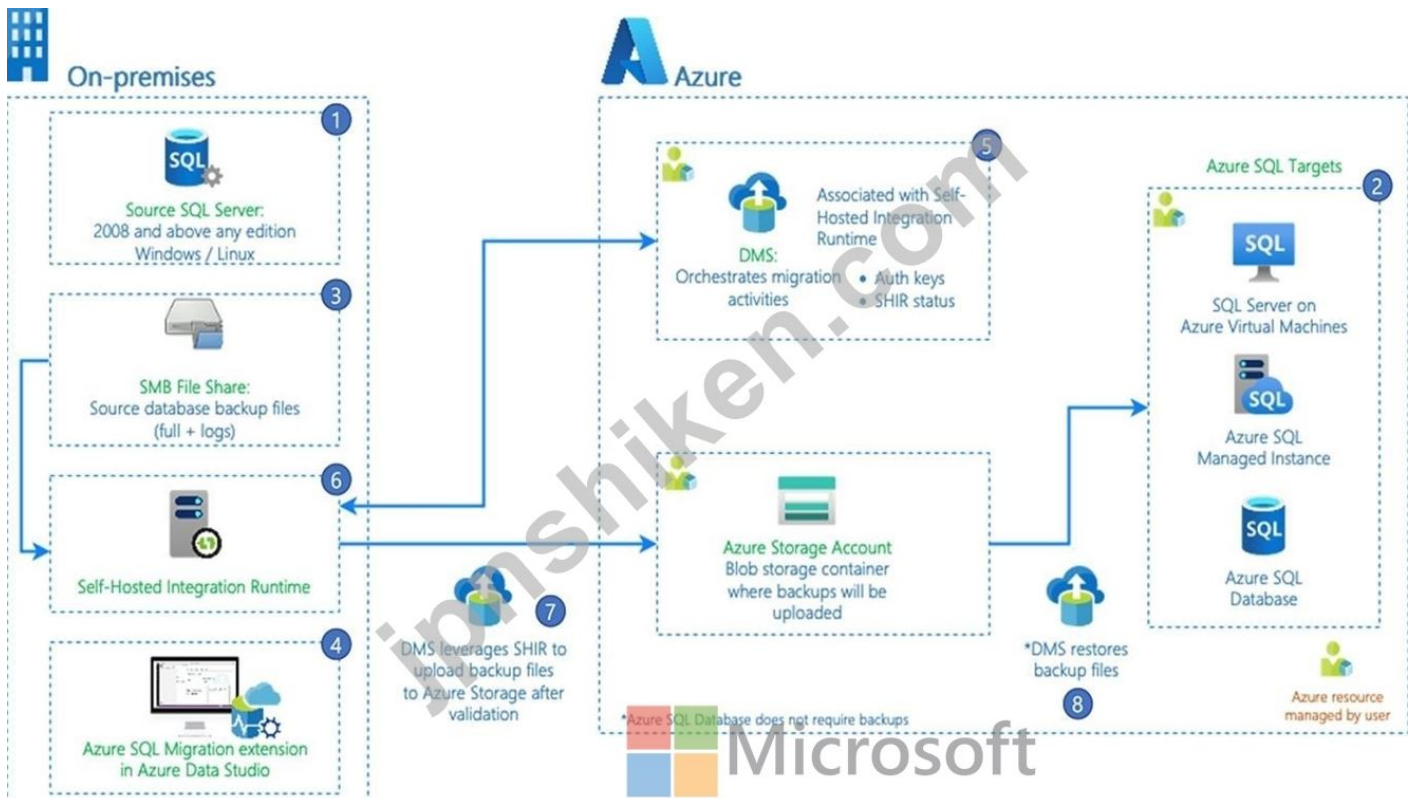 On-premises
1
SQL
Source SQL Server:
2008 and above any edition
Windows / Linux
3
SMB File Share:
Source database backup files
(full + logs)
6
Self-Hosted Integration Runtime
4
Azure SQL Migration extension
in Azure Data Studio
7
DMS leverages SHIR to
upload backup files
to Azure Storage after
validation
Azure
5
DMS:
Orchestrates migration
activities
Associated with Self-
Hosted Integration
Runtime
• Auth keys
• SHIR status
Azure Storage Account
Blob storage container
where backups will be
uploaded
*DMS restores
backup files
8
Azure SQL Targets
2
SQL
SQL Server on
Azure Virtual Machines
SQL
Azure SQL
Managed Instance
SQL
Azure SQL
Database
Azure resource
managed by user
*Azure SQL Database does not require backups
Microsoft
jpnshiken.com